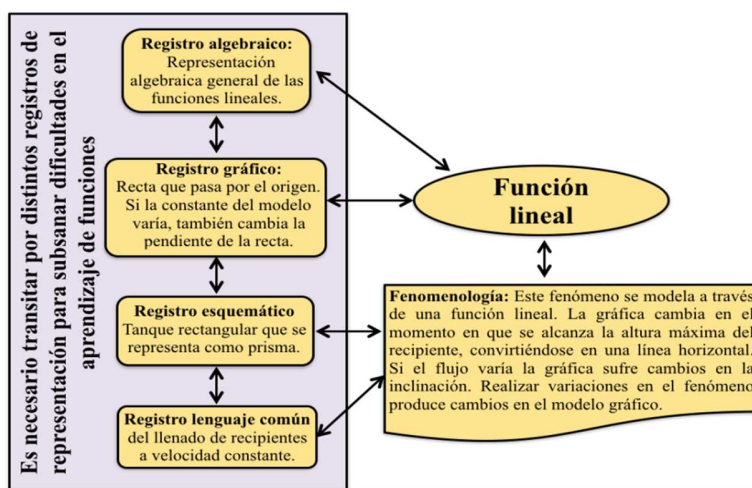 Es necesario transitar por distintos registros de
representación para subsanar dificultades en el
aprendizaje de funciones
Registro algebraico:
Representación
algebraica general de las
funciones lineales.
Registro gráfico:
Recta que pasa por el origen.
Si la constante del modelo
varía, también cambia la
pendiente de la recta.
Registro esquemático
Tanque rectangular que se
representa como prisma.
Registro lenguaje común
del llenado de recipientes
a velocidad constante.
Función
lineal
Fenomenología: Este fenómeno se modela a través
de una función lineal. La gráfica cambia en el
momento en que se alcanza la altura máxima del
recipiente, convirtiéndose en una línea horizontal.
Si el flujo varía la gráfica sufre cambios en la
inclinación. Realizar variaciones en el fenómeno
produce cambios en el modelo gráfico.